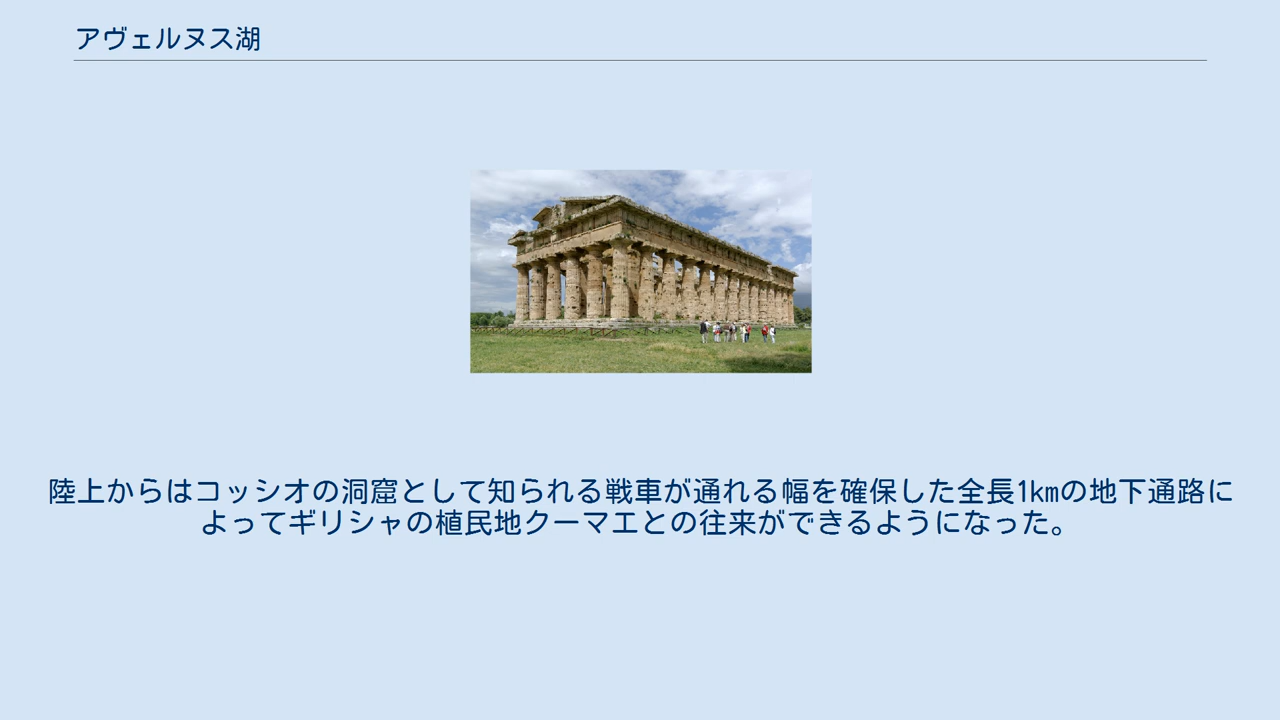 アヴェルヌス湖
陸上からはコッシオの洞窟として知られる戦車が通れる幅を確保した全長1kmの地下通路に
よってギリシャの植民地クーマエとの往来ができるようになった。